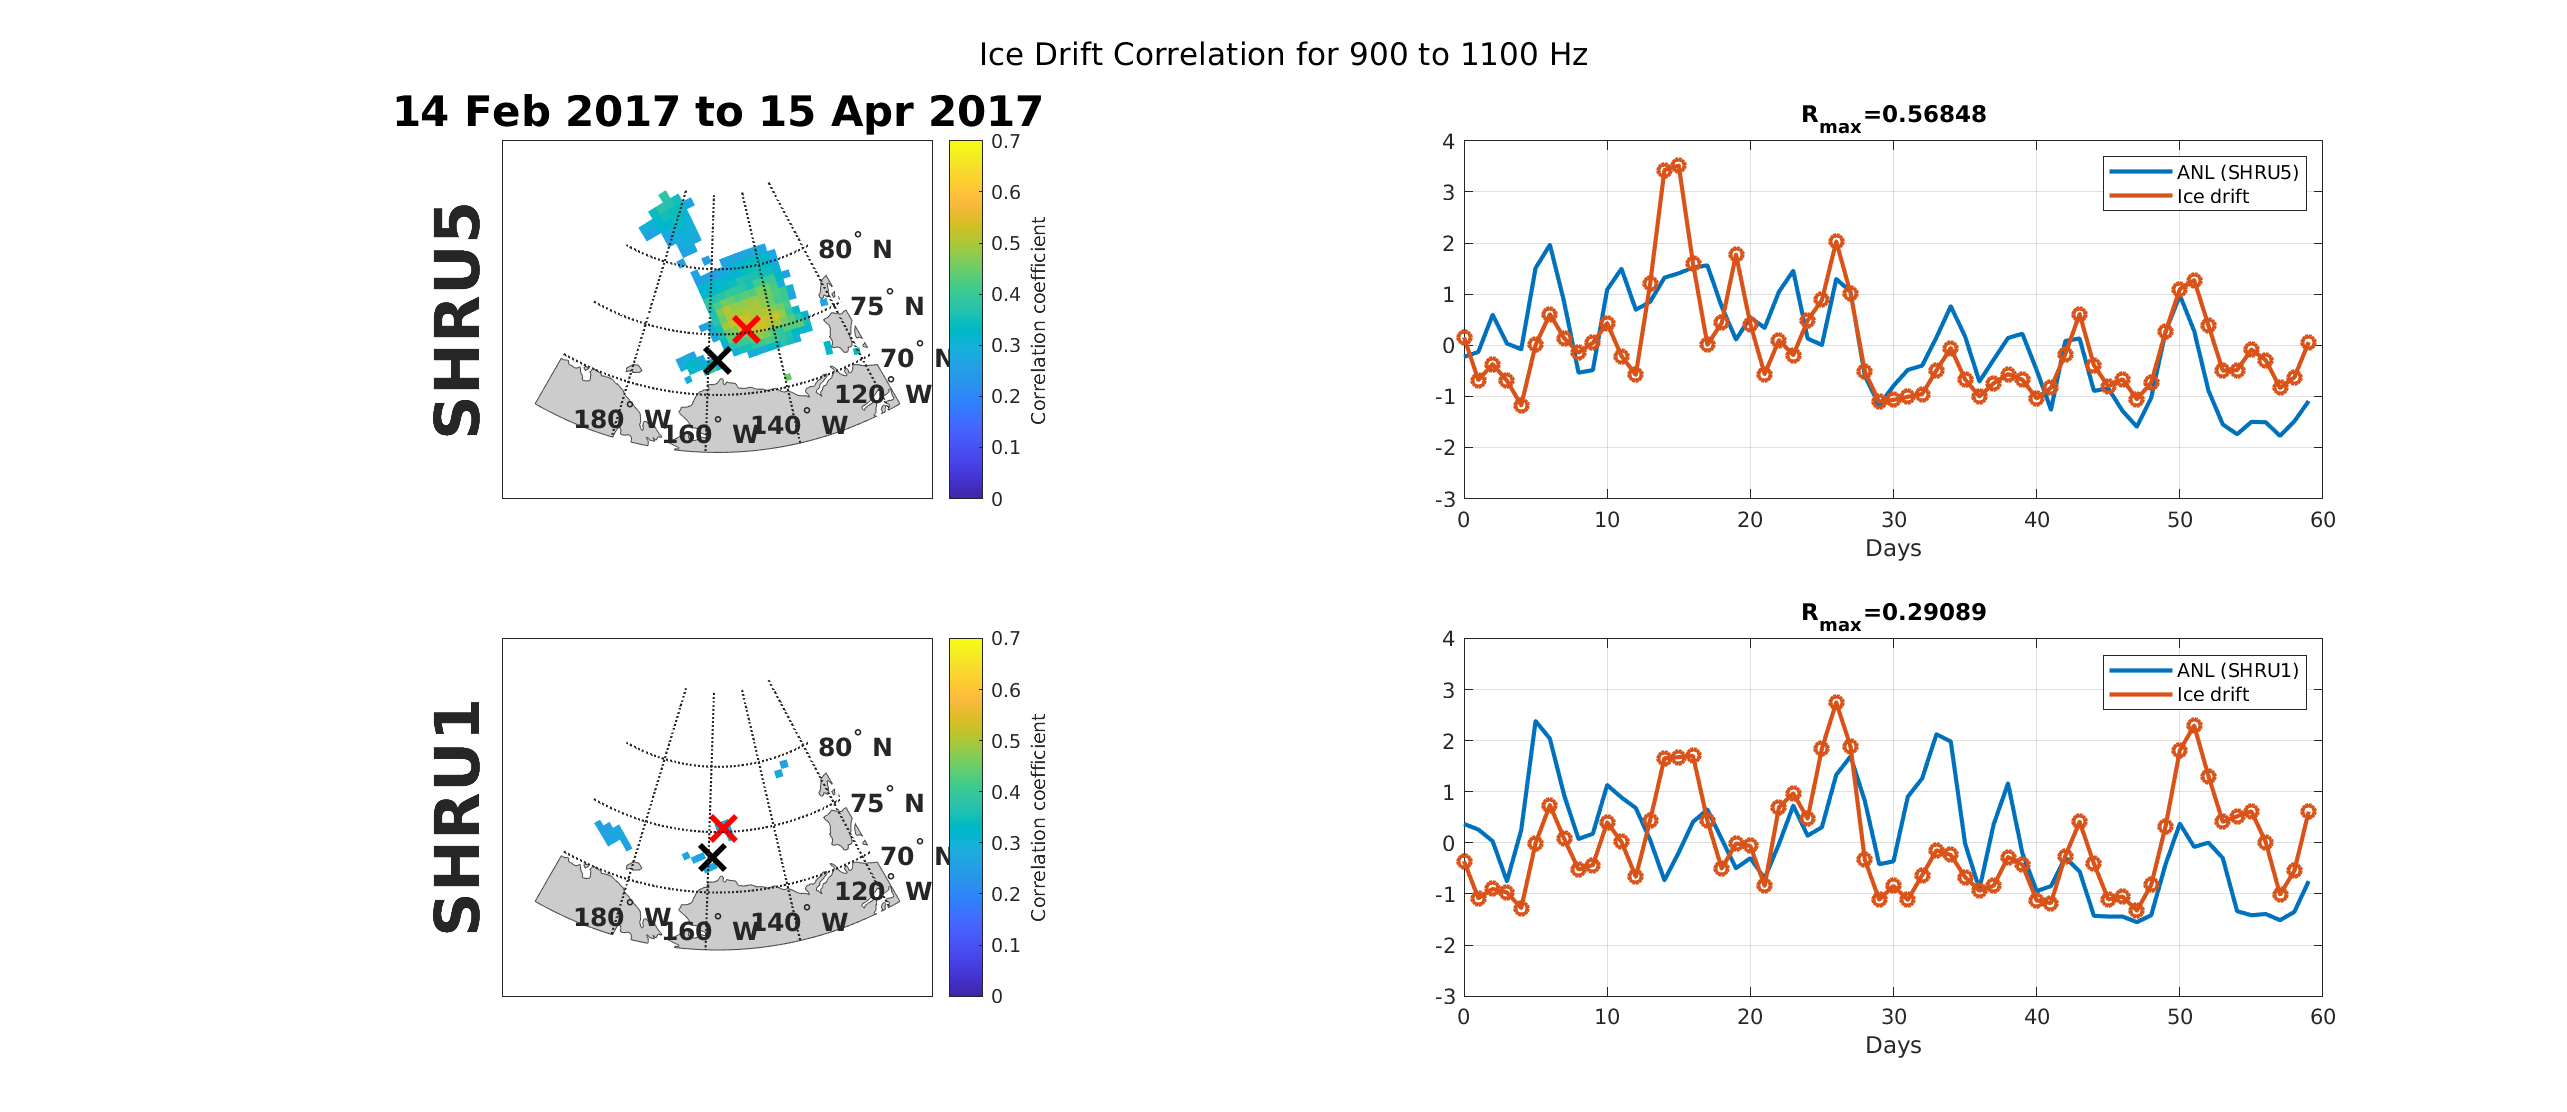 Ice Drift Correlation for 900 to 1100 Hz
14 Feb 2017 to 15 Apr 2017
SHRU5
80° N
75° N
70° N
120° W
180° W
160° W
140° W
0.7
0.6
0.5
0.4
0.3
0.2
0.1
0
Correlation coefficient
Rmax=0.56848
ANL (SHRU5)
Ice drift
4
3
2
1
0
-1
-2
-3
0 10 20 30 40 50 60
Days
SHRU1
80° N
75° N
70° N
120° W
180° W
160° W
140° W
0.7
0.6
0.5
0.4
0.3
0.2
0.1
0
Correlation coefficient
Rmax=0.29089
ANL (SHRU1)
Ice drift
4
3
2
1
0
-1
-2
-3
0 10 20 30 40 50 60
Days